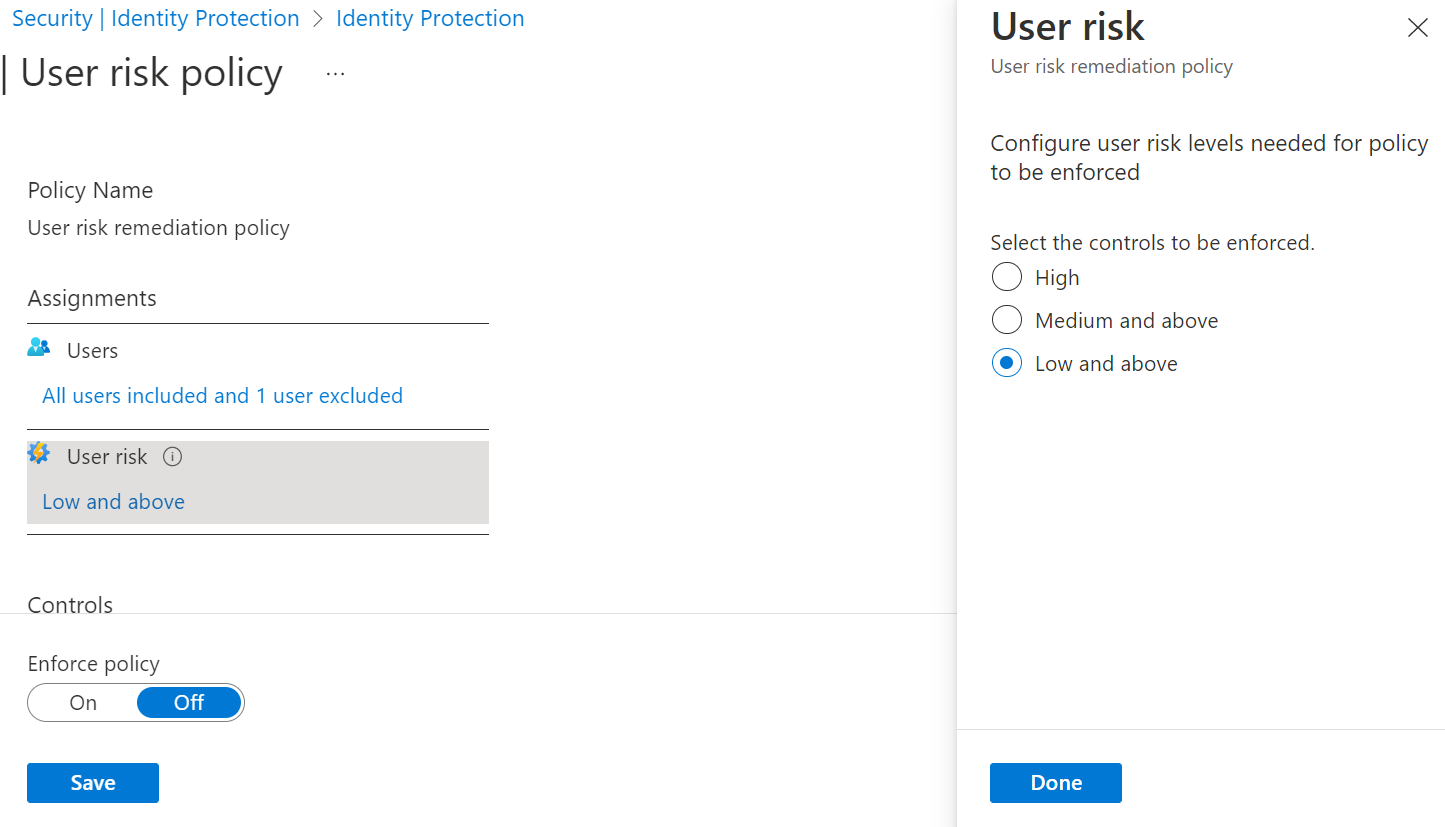 Security | Identity Protection > Identity Protection
| User risk policy ...
Policy Name
User risk remediation policy
Assignments
Users
All users included and 1 user excluded
User risk
Low and above
Controls
Enforce policy
On Off
Save
User risk
User risk remediation policy
Configure user risk levels needed for policy
to be enforced
Select the controls to be enforced.
High
Medium and above
Low and above
Done